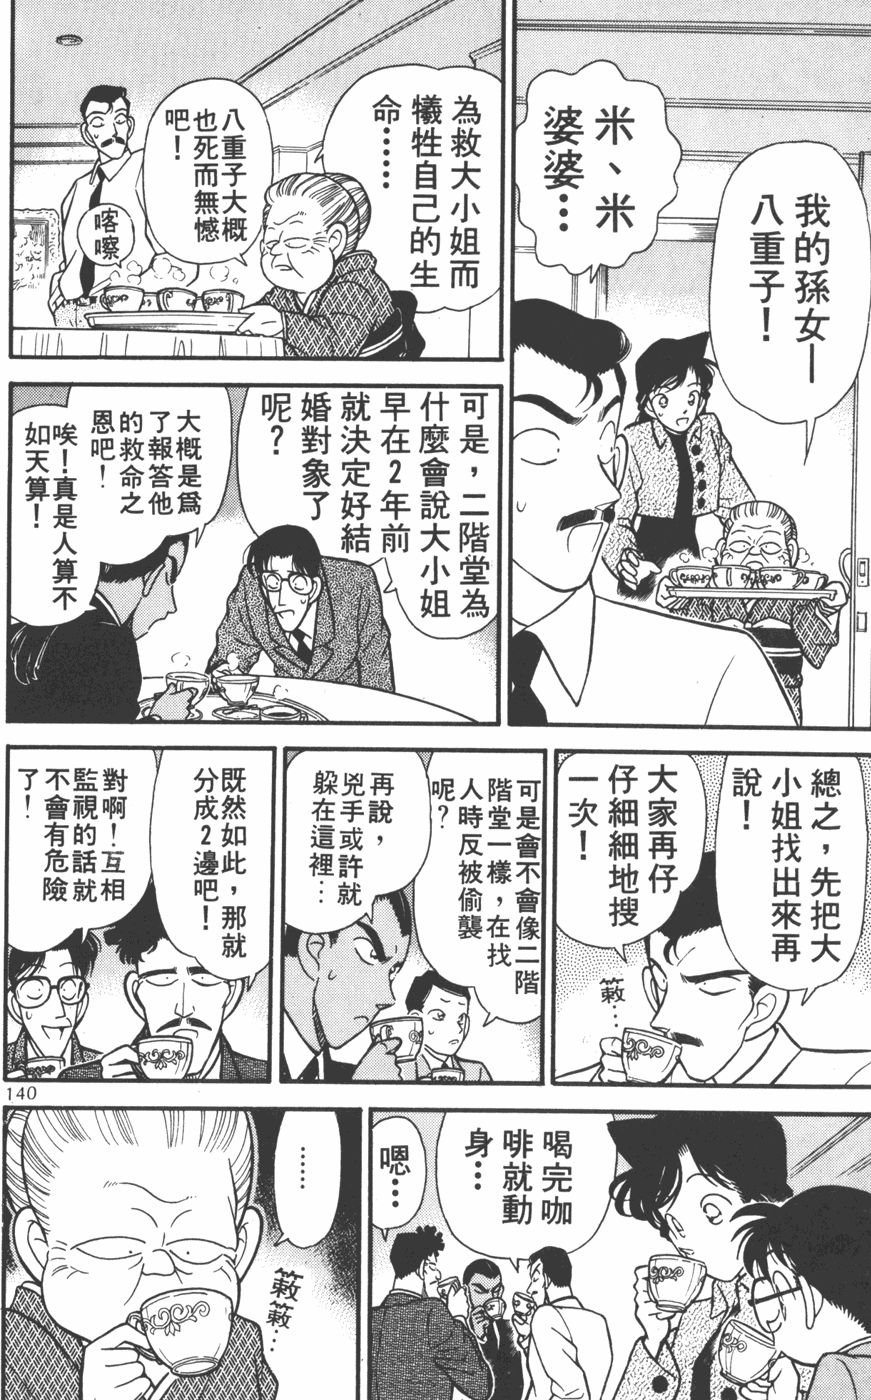 我的孫女—
八重子！
米、米
婆婆…
為救大小姐而
犧牲自己的生
命……
八重子大概
也死而無憾
吧！
喀嚓
可是，二階堂為
什麼會說大小姐
早在2年前
就決定好結
婚對象了
呢？
大概是為
了報答他
的救命之
恩吧！
唉！真是人算不
如天算！
總之，先把大
小姐找出來再
說！
大家再仔
仔細細地搜
一次！
簌…
可是會不會像二階
階堂一樣，在找
人時反被偷襲
呢？
再說，
兇手或許就
躲在這裡…
既然如此，那就
分成2邊吧！
對啊！互相
監視的話就
不會有危險
了！
140
喝完咖
啡就動
身…
嗯…
……
簌簌…